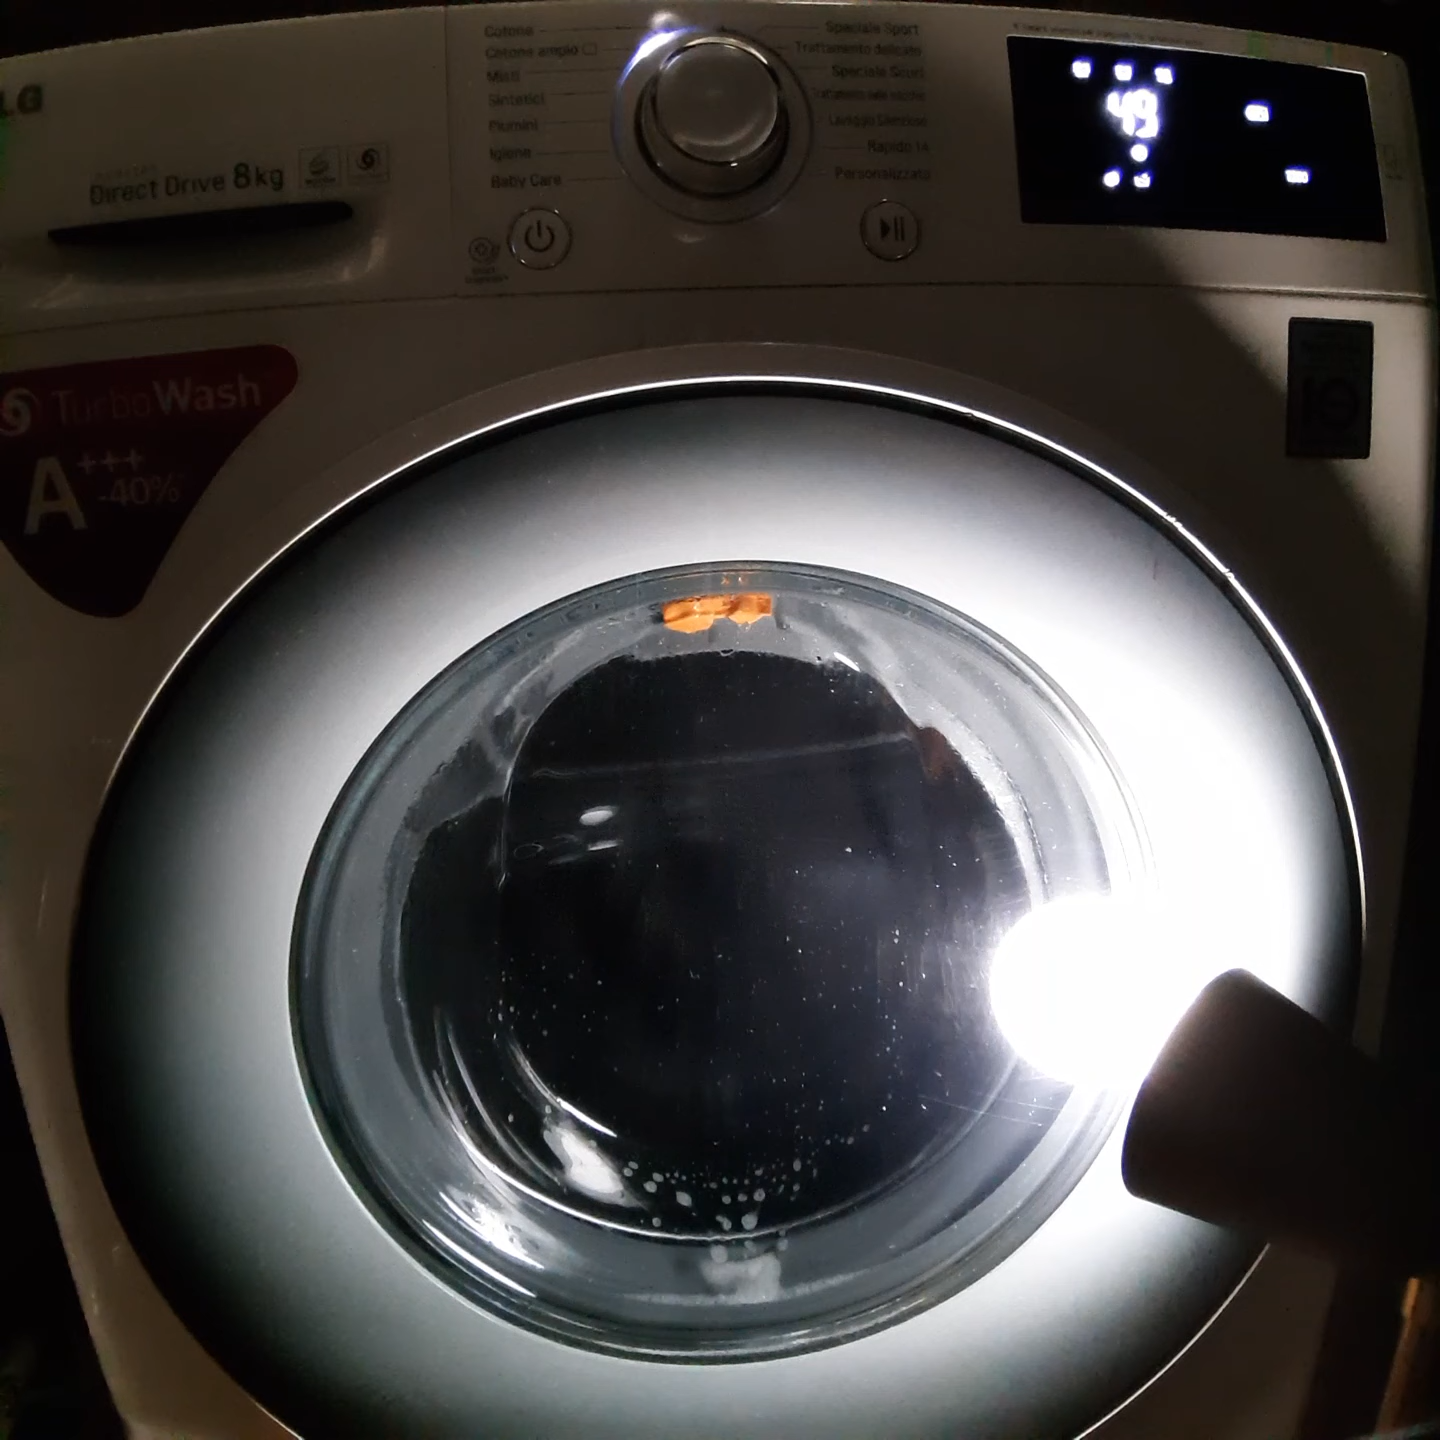 LG
Direct Drive 8kg
Cotone
Cotone ampio
Misti
Sintetici
Piumini
Igiene
Baby Care
Speciale Sport
Trattamento delicato
Speciale Scuri
Lavaggio Silenzioso
Rapido 14
Personalizzato
49
TurboWash
A+++
-40%